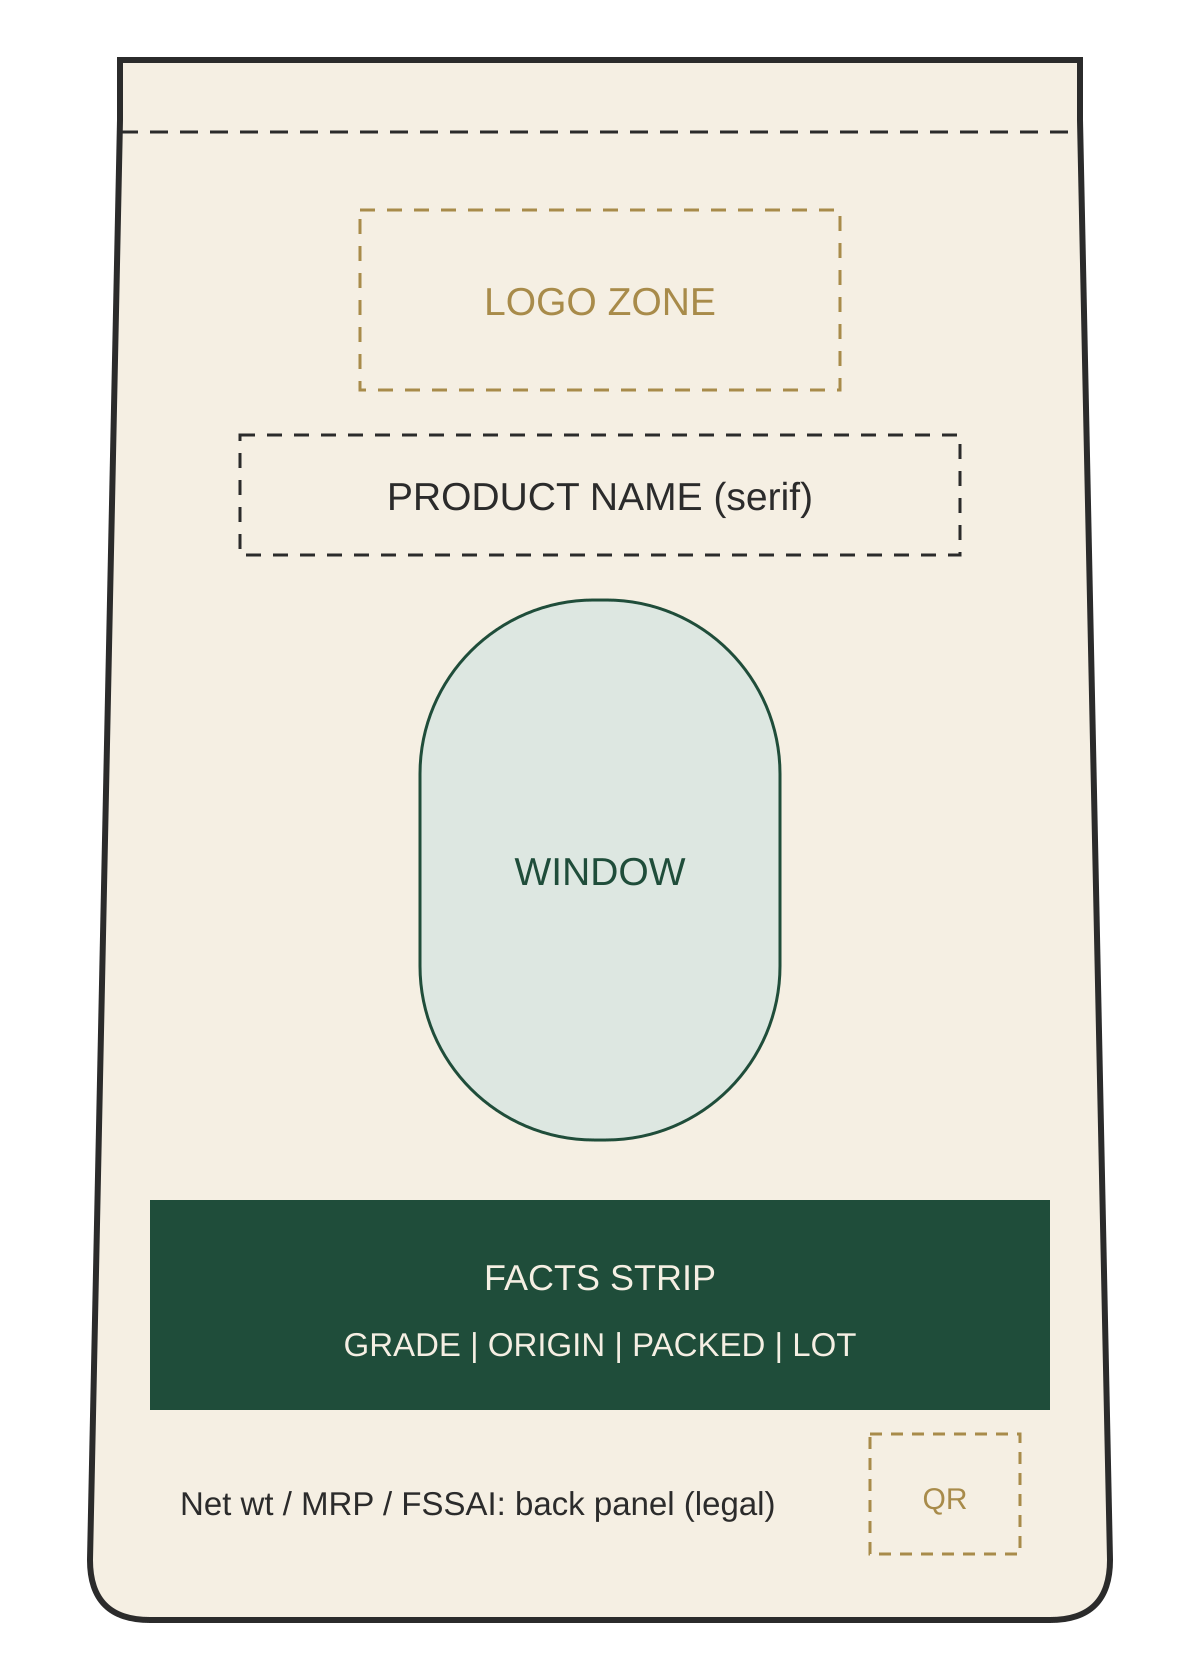 LOGO ZONE
PRODUCT NAME (serif)
WINDOW
FACTS STRIP
GRADE | ORIGIN | PACKED | LOT
Net wt / MRP / FSSAI: back panel (legal)
QR